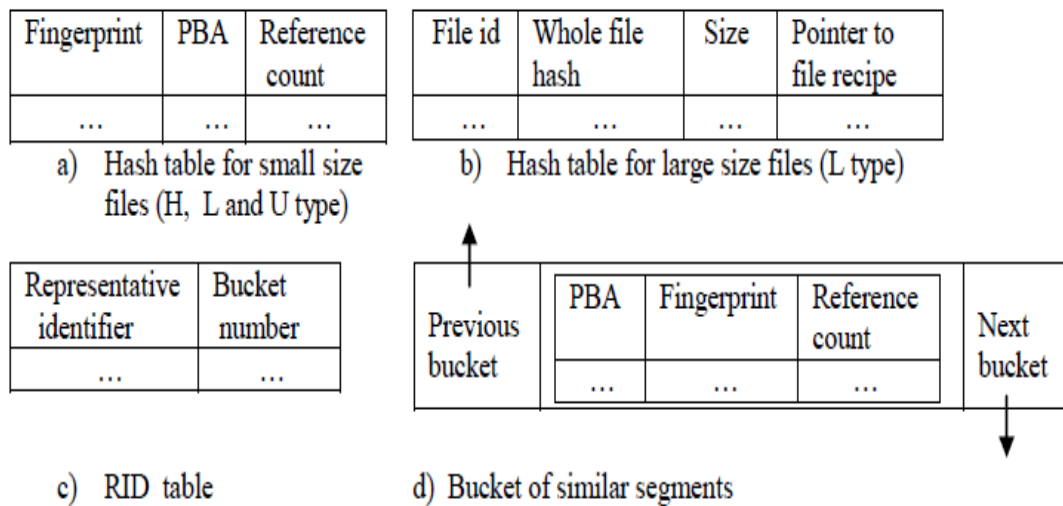 Fingerprint PBA Reference count
... ... ...
a) Hash table for small size files (H, L and U type)
File id Whole file hash Size Pointer to file recipe
... ... ... ...
b) Hash table for large size files (L type)
Representative identifier Bucket number
... ...
c) RID table
Previous bucket
PBA Fingerprint Reference count
... ... ...
Next bucket
d) Bucket of similar segments